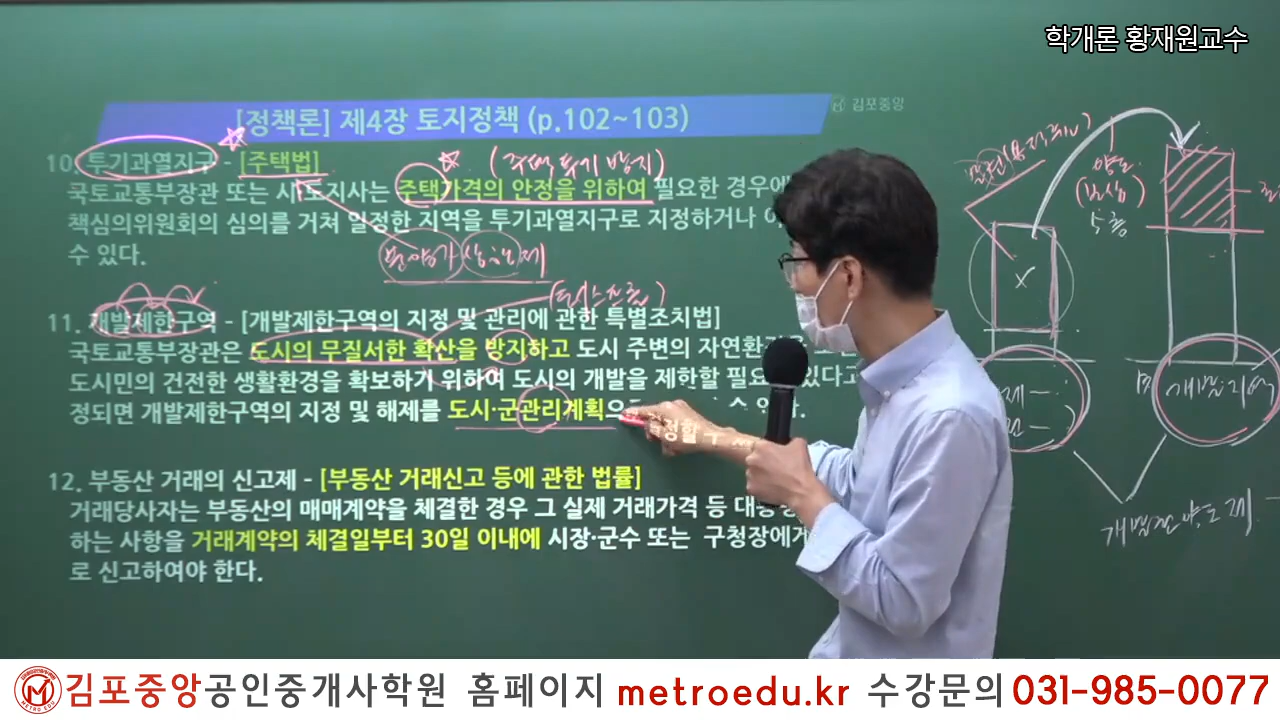 학개론 황재원교수
김포중앙
[정책론] 제4장 토지정책 (p.102~103)
10. 투기과열지구 - [주택법]
(주택투기 방지)
국토교통부장관 또는 시·도지사는 주택가격의 안정을 위하여 필요한 경우에
책심의위원회의 심의를 거쳐 일정한 지역을 투기과열지구로 지정하거나
수 있다.
분양가 상한제
11. 개발제한구역 - [개발제한구역의 지정 및 관리에 관한 특별조치법]
국토교통부장관은 도시의 무질서한 확산을 방지하고 도시 주변의 자연환
도시민의 건전한 생활환경을 확보하기 위하여 도시의 개발을 제한할 필요 있다고
정되면 개발제한구역의 지정 및 해제를 도시·군관리계획으
12. 부동산 거래의 신고제 - [부동산 거래신고 등에 관한 법률]
거래당사자는 부동산의 매매계약을 체결한 경우 그 실제 거래가격 등
하는 사항을 거래계약의 체결일부터 30일 이내에 시장·군수 또는 구청장에게
로 신고하여야 한다.
양도
5층
X
개발지역
개발권양도제
김포중앙공인중개사학원 홈페이지 metroedu.kr 수강문의 031-985-0077